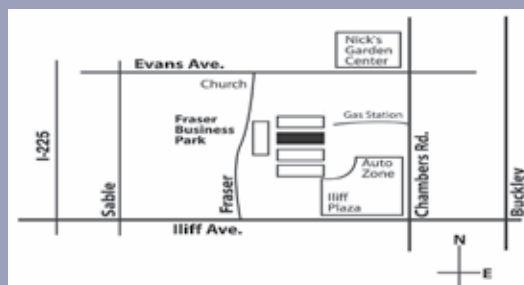 Nick's
Garden
Center
Evans Ave.
Church
Gas Station
Fraser
Business
Park
I-225
Sable
Fraser
Auto
Zone
Iliff
Plaza
Chambers Rd.
Buckley
Iliff Ave.
N
E